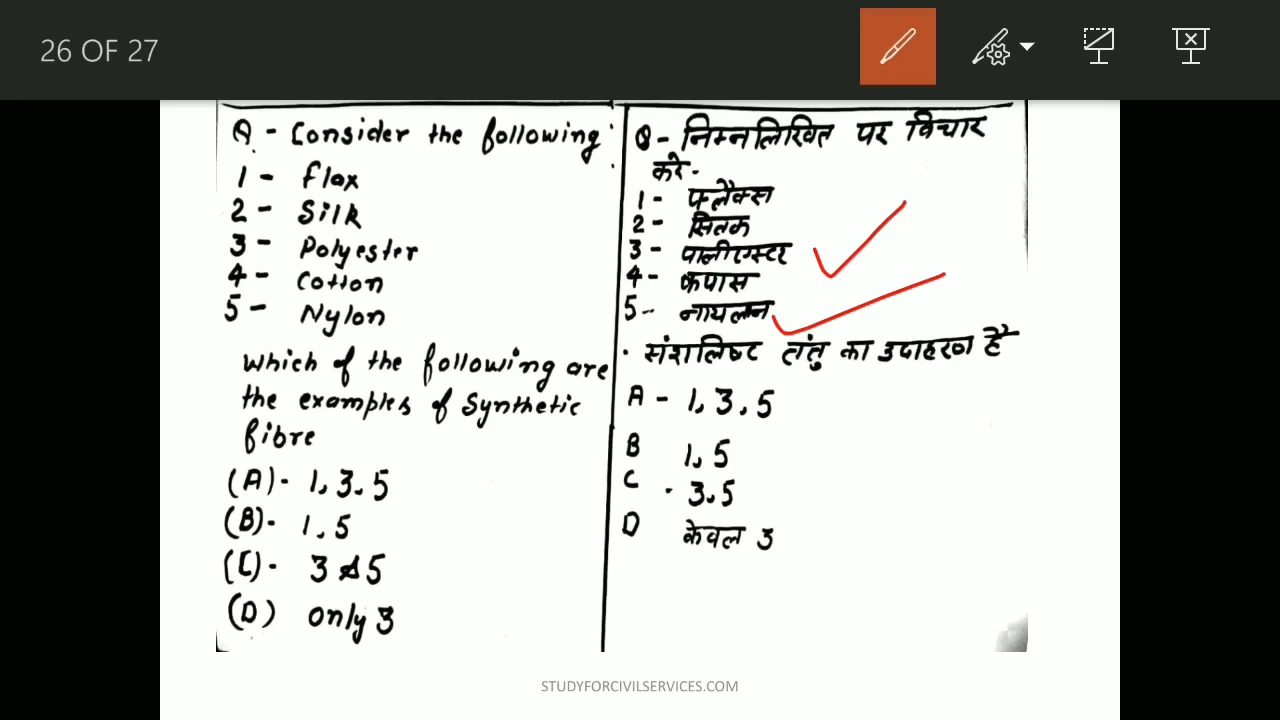 26 OF 27
Q - Consider the following:
1 - flax
2 - Silk
3 - Polyester
4 - Cotton
5 - Nylon
which of the following are
the examples of Synthetic
fibre
(A)- 1, 3, 5
(B)- 1, 5
(C)- 3 & 5
(D) only 3
Q - निम्नलिखित पर विचार
करे -
1 - फ्लैक्स
2 - सिल्क
3 - पालीएस्टर
4 - कपास
5 - नायलान
संशलिष्ट तंतु का उदाहरण है
A - 1, 3, 5
B 1, 5
C - 3, 5
D केवल 3
STUDYFORCIVILSERVICES.COM